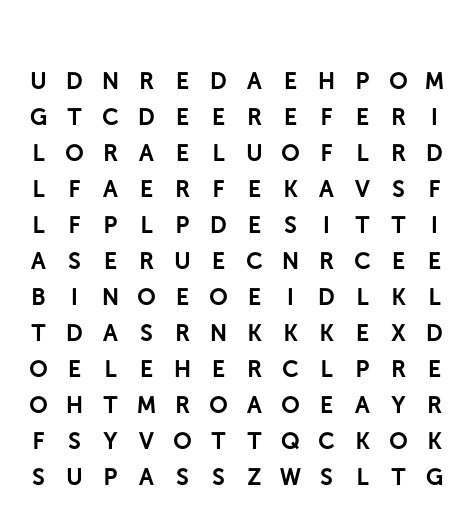 U D N R E D A E H P O M
G T C D E E R E F E R I
L O R A E L U O F L R D
L F A E R F E K A V S F
L F P L P D E S I T T I
A S E R U E C N R C E E
B I N O E O E I D L K L
T D A S R N K K K E X D
O E L E H E R C L P R E
O H T M R O A O E A Y R
F S Y V O T T Q C K O K
S U P A S S Z W S L T G